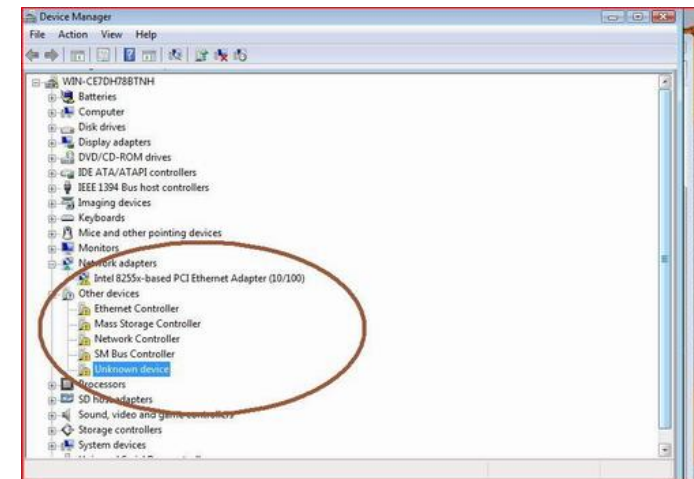 Device Manager
File Action View Help
WIN-CE7DH78BTNH
Batteries
Computer
Disk drives
Display adapters
DVD/CD-ROM drives
IDE ATA/ATAPI controllers
IEEE 1394 Bus host controllers
Imaging devices
Keyboards
Mice and other pointing devices
Monitors
Network adapters
Intel 8255x-based PCI Ethernet Adapter (10/100)
Other devices
Ethernet Controller
Mass Storage Controller
Network Controller
SM Bus Controller
Unknown device
Processors
SD host adapters
Sound, video and game controllers
Storage controllers
System devices